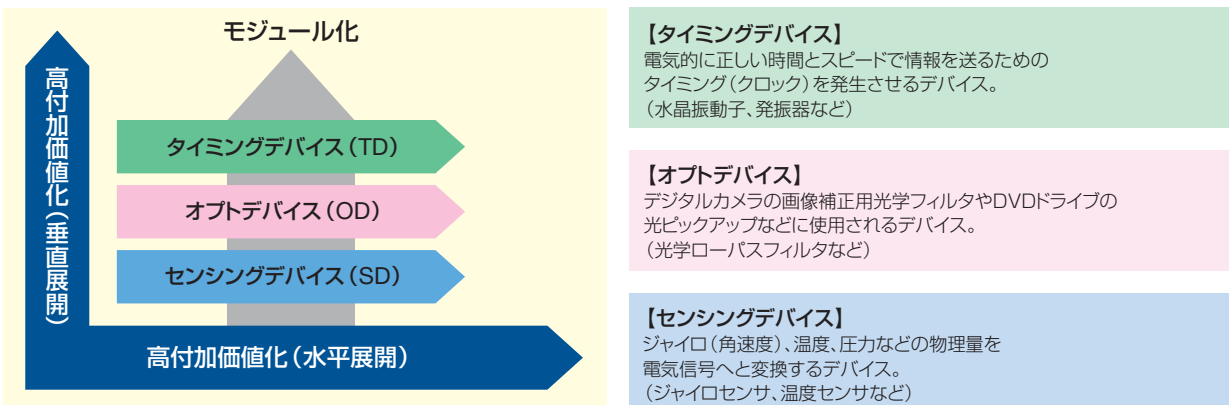 モジュール化
高付加価値化(垂直展開)
タイミングデバイス(TD)
オプトデバイス(OD)
センシングデバイス(SD)
高付加価値化(水平展開)
【タイミングデバイス】
電気的に正しい時間とスピードで情報を送るための
タイミング(クロック)を発生させるデバイス。
(水晶振動子、発振器など)
【オプトデバイス】
デジタルカメラの画像補正用光学フィルタやDVDドライブの
光ピックアップなどに使用されるデバイス。
(光学ローパスフィルタなど)
【センシングデバイス】
ジャイロ(角速度)、温度、圧力などの物理量を
電気信号へと変換するデバイス。
(ジャイロセンサ、温度センサなど)